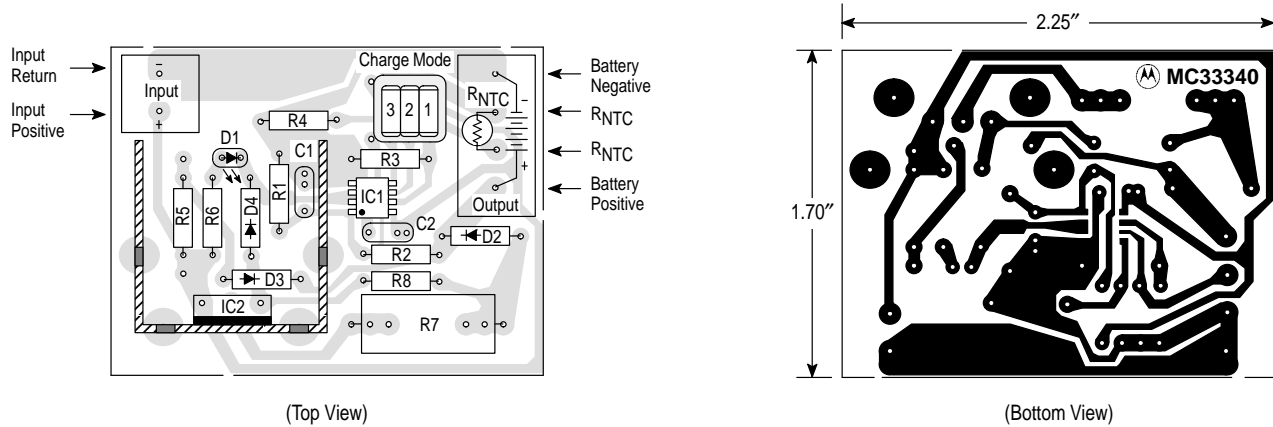 Input
Return
Input
Positive
−
Input
+
Charge Mode
3 2 1
RNTC
−
+
Output
Battery
Negative
RNTC
RNTC
Battery
Positive
D1
R4
C1
R3
R5
R6
D4
R1
IC1
C2
R2
D2
D3
R8
IC2
R7
(Top View)
2.25″
MC33340
1.70″
(Bottom View)